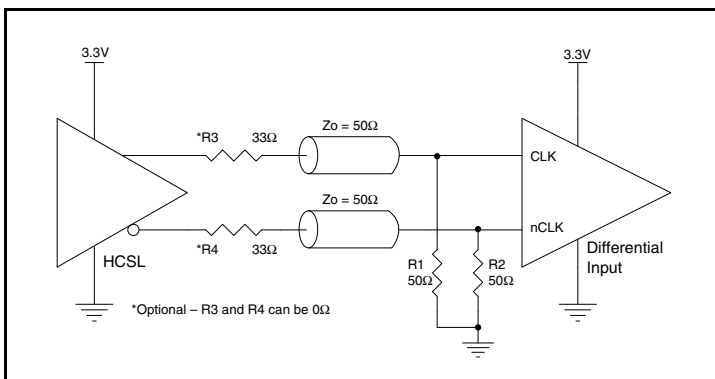 3.3V
3.3V
*R3
33Ω
Zo = 50Ω
CLK
Zo = 50Ω
nCLK
*R4
33Ω
HCSL
R1
50Ω
R2
50Ω
Differential
Input
*Optional – R3 and R4 can be 0Ω